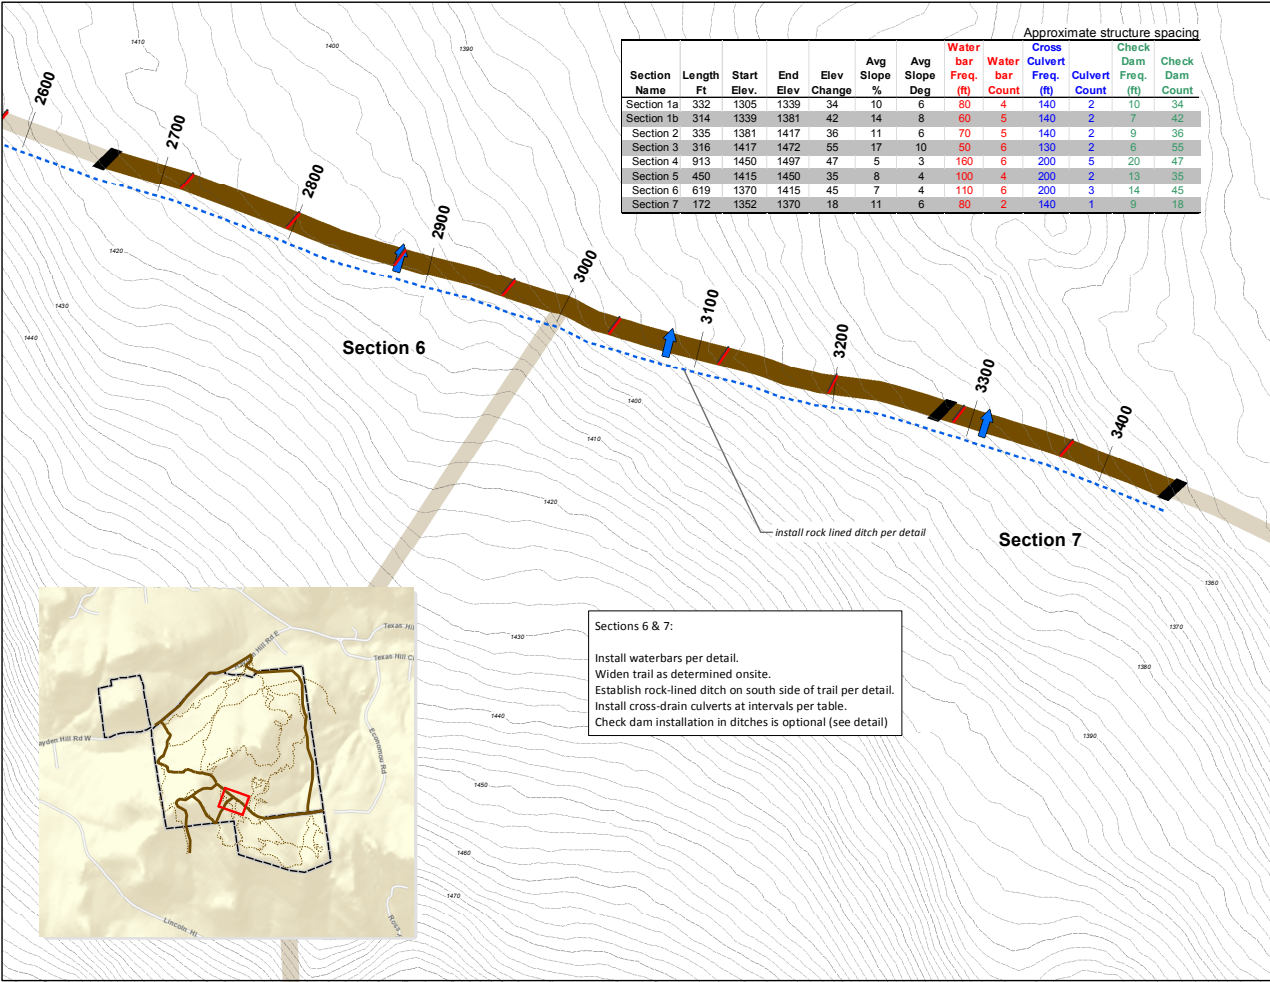 Approximate structure spacing
Section Name Length Ft Start Elev. End Elev Elev Change Avg Slope % Avg Slope Deg Water bar Freq. (ft) Water bar Count Cross Culvert Freq. (ft) Culvert Count Check Dam Freq. (ft) Check Dam Count
Section 1a 332 1305 1339 34 10 6 80 4 140 2 10 34
Section 1b 314 1339 1381 42 14 8 60 5 140 2 7 42
Section 2 335 1381 1417 36 11 6 70 5 140 2 9 36
Section 3 316 1417 1472 55 17 10 50 6 130 2 6 55
Section 4 913 1450 1497 47 5 3 160 6 200 5 20 47
Section 5 450 1415 1450 35 8 4 100 4 200 2 13 35
Section 6 619 1370 1415 45 7 4 110 6 200 3 14 45
Section 7 172 1352 1370 18 11 6 80 2 140 1 9 18
1410
1400
1390
2600
2700
2800
2900
3000
3100
3200
3300
3400
1420
1430
1440
Section 6
1400
1410
1420
install rock lined ditch per detail
Section 7
1360
1370
1380
1390
1430
1440
1450
1460
1470
Sections 6 & 7:
Install waterbars per detail.
Widen trail as determined onsite.
Establish rock-lined ditch on south side of trail per detail.
Install cross-drain culverts at intervals per table.
Check dam installation in ditches is optional (see detail)
Hill Rd E
Texas Hil
Texas Hill C
ayden Hill Rd W
Economou Rd
Lincoln Hi
Ross